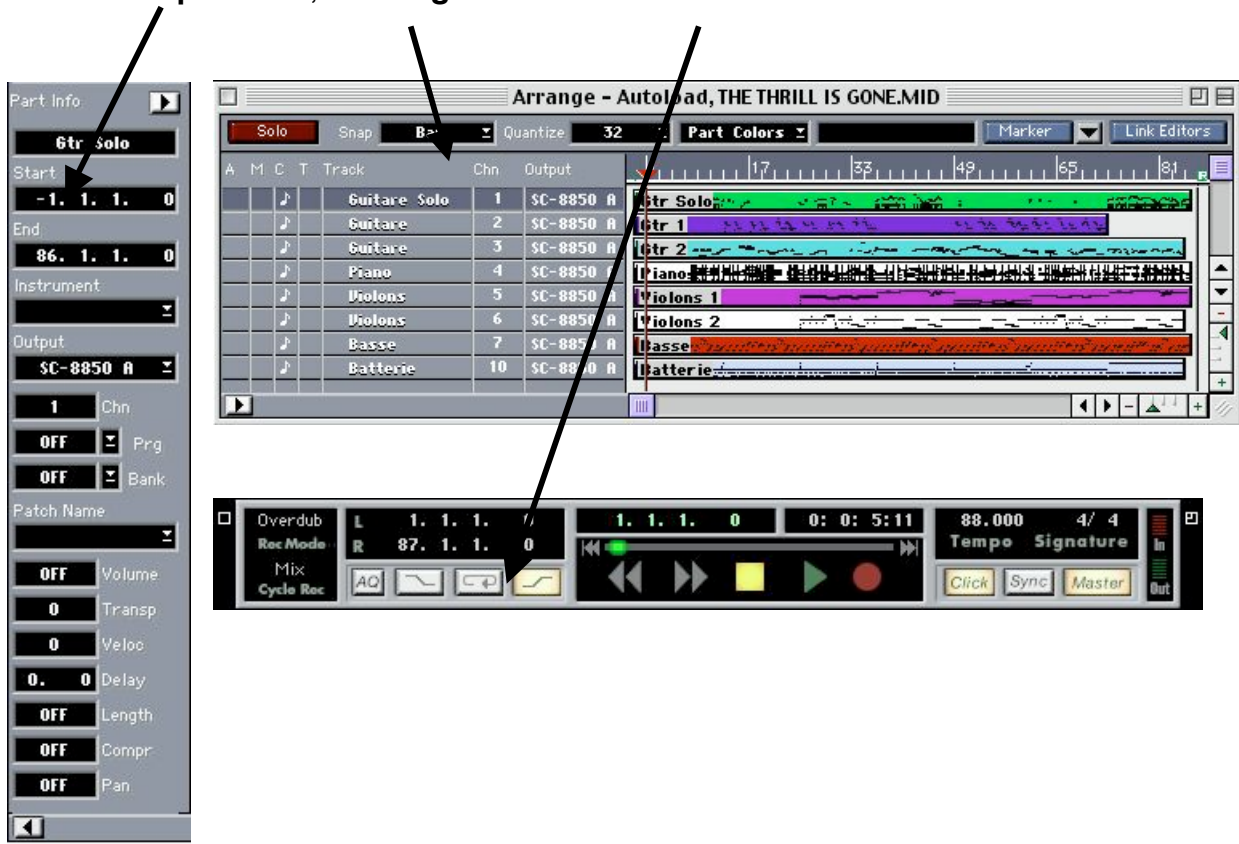 Part Info
Gtr Solo
Start
-1. 1. 1. 0
End
86. 1. 1. 0
Instrument
Output
SC-8850 A
1 Chn
OFF Prg
OFF Bank
Patch Name
OFF Volume
0 Transp
0 Veloc
0. 0 Delay
OFF Length
OFF Compr
OFF Pan
Arrange - Autoload, THE THRILL IS GONE.MID
Solo Snap Quantize 32 Part Colors Marker Link Editors
A M C T Track Chn Output 17 33 49 65 81 R
Guitare Solo 1 SC-8850 A Gtr Solo
Guitare 2 SC-8850 A Gtr 1
Guitare 3 SC-8850 A Gtr 2
Piano 4 SC-8850 A Piano
Violons 5 SC-8850 A Violons 1
Violons 6 SC-8850 A Violons 2
Basse 7 SC-8850 A Basse
Batterie 10 SC-8850 A Batterie
Overdub L 1. 1. 1. 0 1. 1. 1. 0 0: 0: 5:11 88.000 4/ 4
Rec Mode R 87. 1. 1. 0 Tempo Signature In
Mix
Cycle Rec AQ Click Sync Master Out